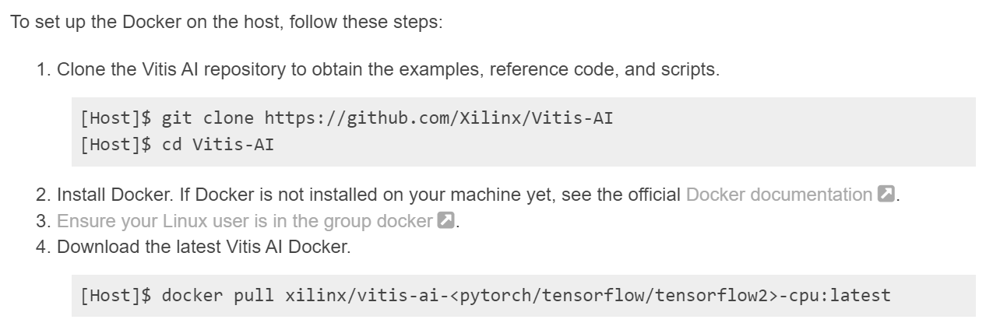 To set up the Docker on the host, follow these steps:
1. Clone the Vitis AI repository to obtain the examples, reference code, and scripts.
[Host]$ git clone https://github.com/Xilinx/Vitis-AI
[Host]$ cd Vitis-AI
2. Install Docker. If Docker is not installed on your machine yet, see the official Docker documentation.
3. Ensure your Linux user is in the group docker.
4. Download the latest Vitis AI Docker.
[Host]$ docker pull xilinx/vitis-ai-<pytorch/tensorflow/tensorflow2>-cpu:latest